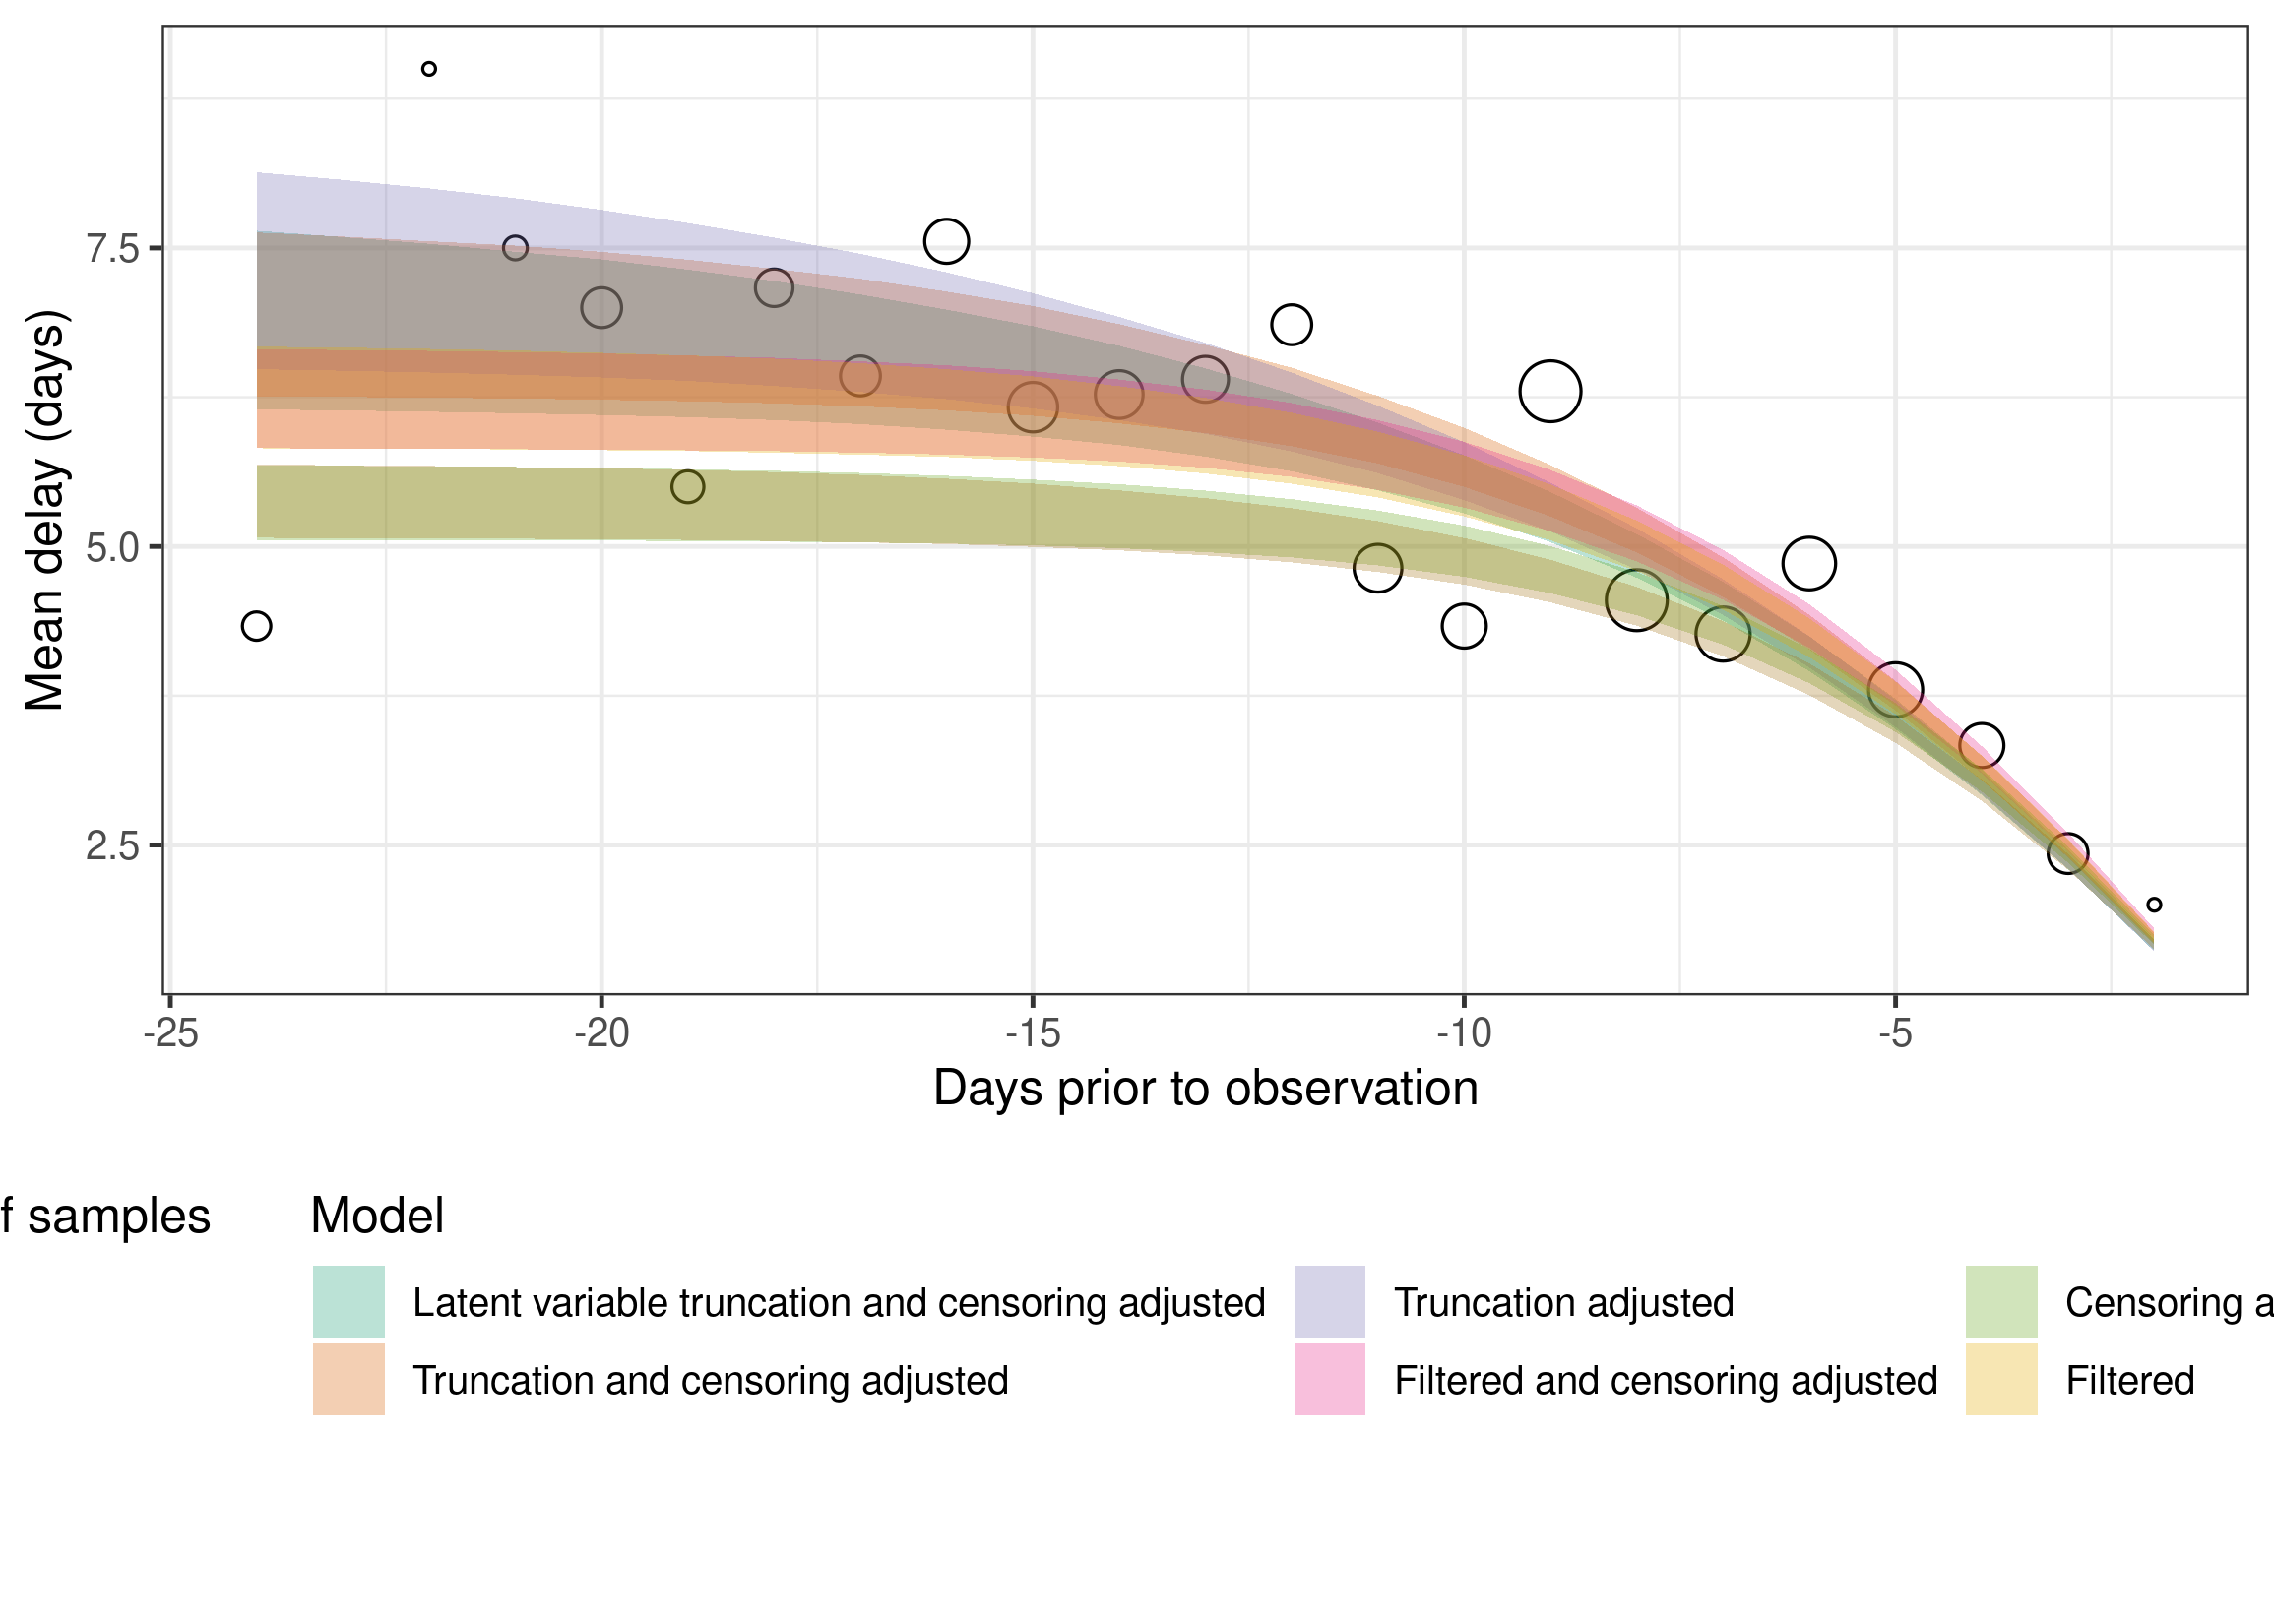 Mean delay (days)
7.5
5.0
2.5
-25 -20 -15 -10 -5
Days prior to observation
f samples Model
Latent variable truncation and censoring adjusted Truncation adjusted Censoring a
Truncation and censoring adjusted Filtered and censoring adjusted Filtered